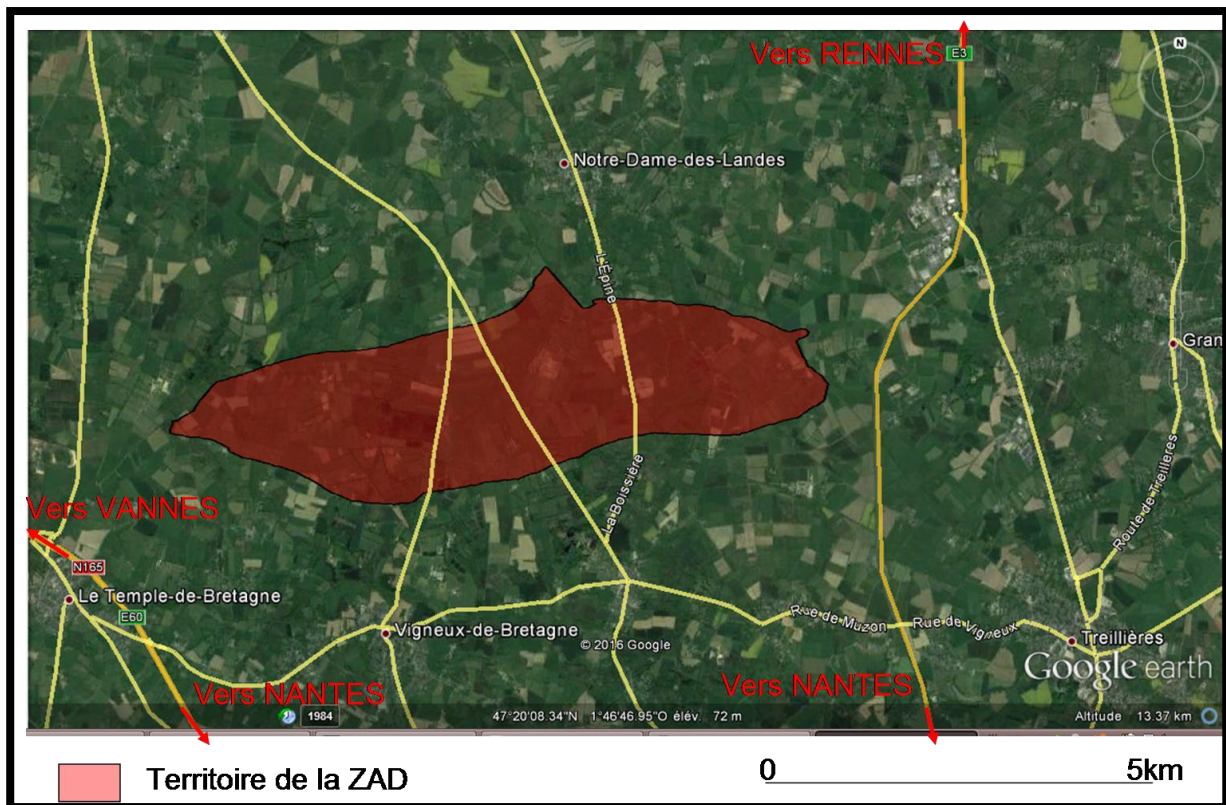 Vers RENNES
E3
N
Notre-Dame-des-Landes
L'Épine
Gran
La Boissière
Route de Treillères
Vers VANNES
N165
Le Temple-de-Bretagne
E60
Vigneux-de-Bretagne
Rue de Muzon
Rue de Vigneux
Treillières
© 2016 Google
Google earth
Vers NANTES
Vers NANTES
1984
47°20'08.34"N 1°46'46.95"O élév. 72 m
Altitude 13.37 km
Territoire de la ZAD
0 5km